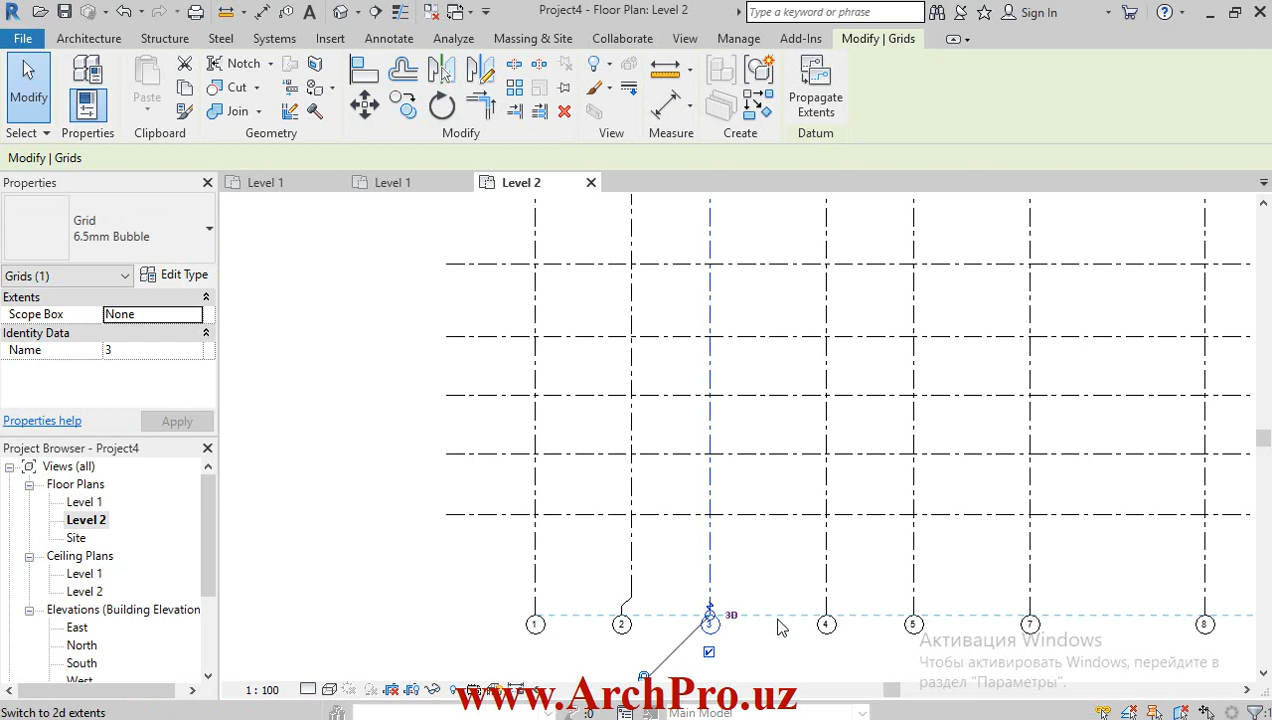 Project4 - Floor Plan: Level 2
Type a keyword or phrase
Sign In
File
Architecture
Structure
Steel
Systems
Insert
Annotate
Analyze
Massing & Site
Collaborate
View
Manage
Add-Ins
Modify | Grids
Modify
Paste
Notch
Cut
Join
Propagate
Extents
Select
Properties
Clipboard
Geometry
Modify
View
Measure
Create
Datum
Modify | Grids
Properties
Level 1
Level 1
Level 2
Grid
6.5mm Bubble
Grids (1)
Edit Type
Extents
Scope Box
None
Identity Data
Name
3
Properties help
Apply
Project Browser - Project4
Views (all)
Floor Plans
Level 1
Level 2
Site
Ceiling Plans
Level 1
Level 2
Elevations (Building Elevation
East
North
South
West
3D
1
2
3
4
5
7
8
Активация Windows
Чтобы активировать Windows, перейдите в
раздел "Параметры".
1 : 100
www.ArchPro.uz
Switch to 2d extents
:0
Main Model